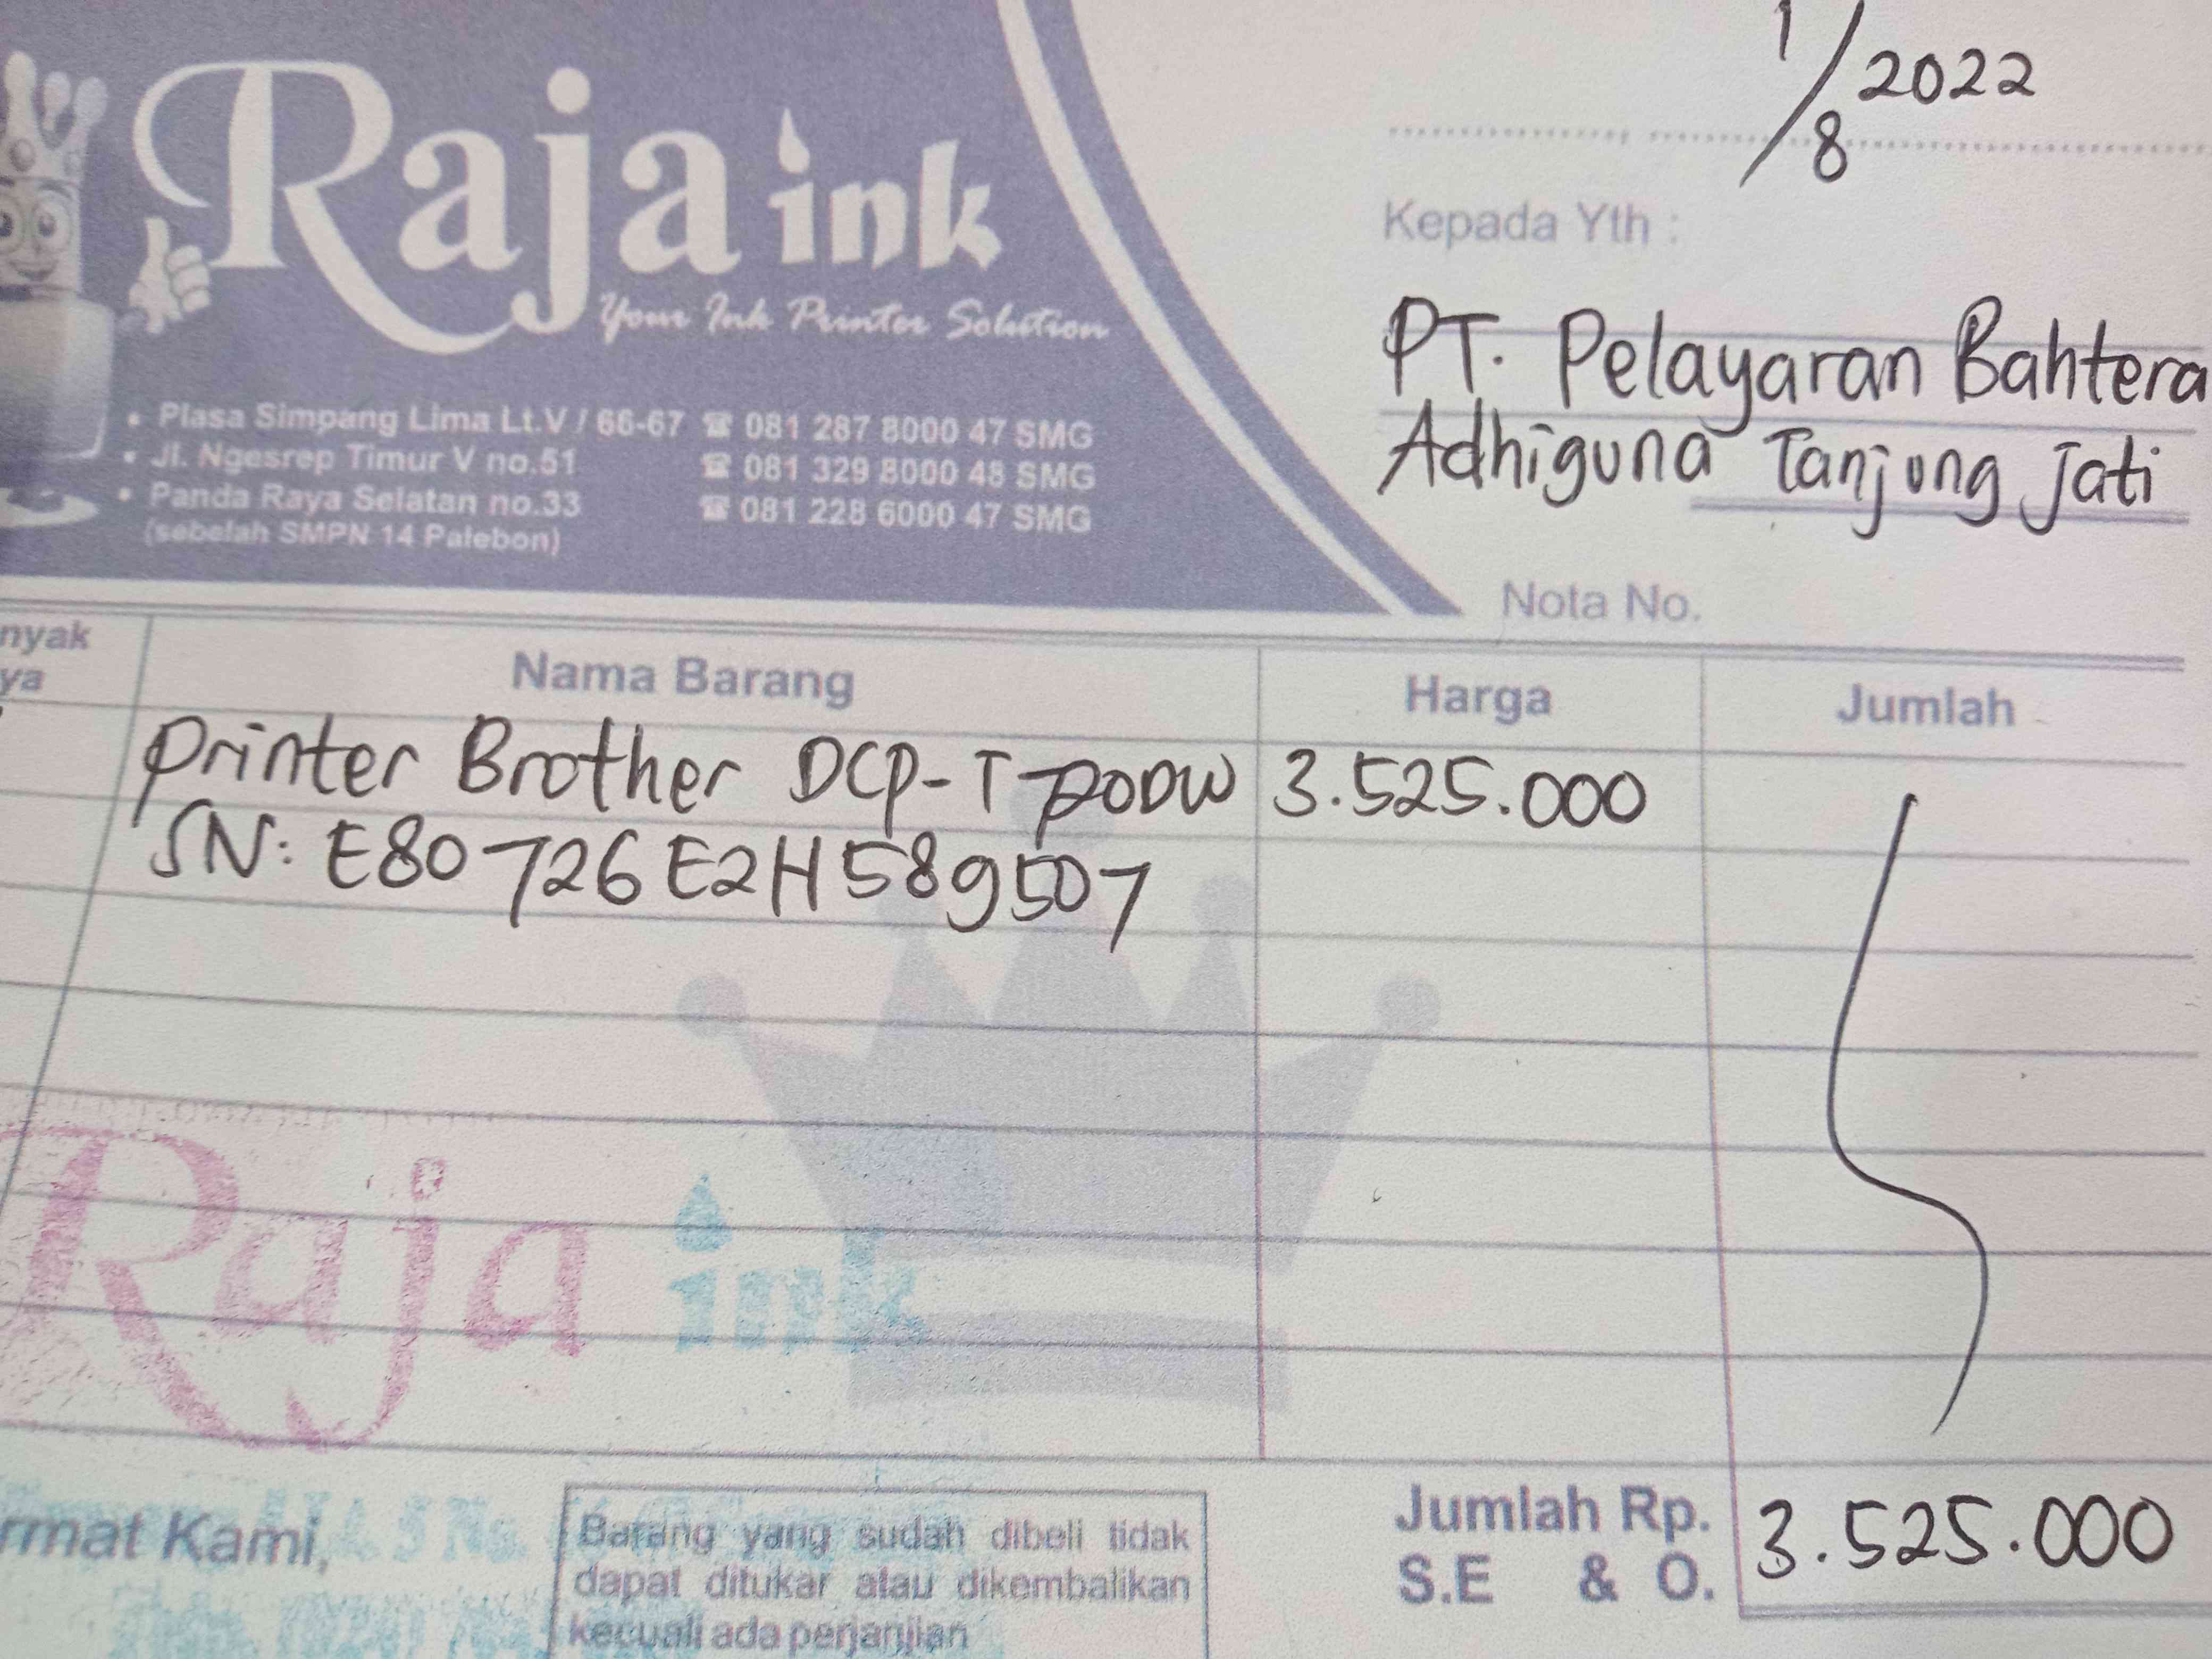 Raja ink
Your Ink Printer Solution
• Plasa Simpang Lima Lt.V / 66-67 ☎ 081 287 8000 47 SMG
• Jl. Ngesrep Timur V no.51 ☎ 081 329 8000 48 SMG
• Panda Raya Selatan no.33 ☎ 081 228 6000 47 SMG
(sebelah SMPN 14 Palebon)
1/8 2022
Kepada Yth :
PT. Pelayaran Bahtera
Adhiguna Tanjung Jati
Nota No.
nyak
ya
Nama Barang Harga Jumlah
Printer Brother DCP-T720DW 3.525.000
SN: E80726E2H589507
Raja ink
rmat Kami,
Barang yang sudah dibeli tidak
dapat ditukar atau dikembalikan
kecuali ada perjanjian
Jumlah Rp. 3.525.000
S.E & O.